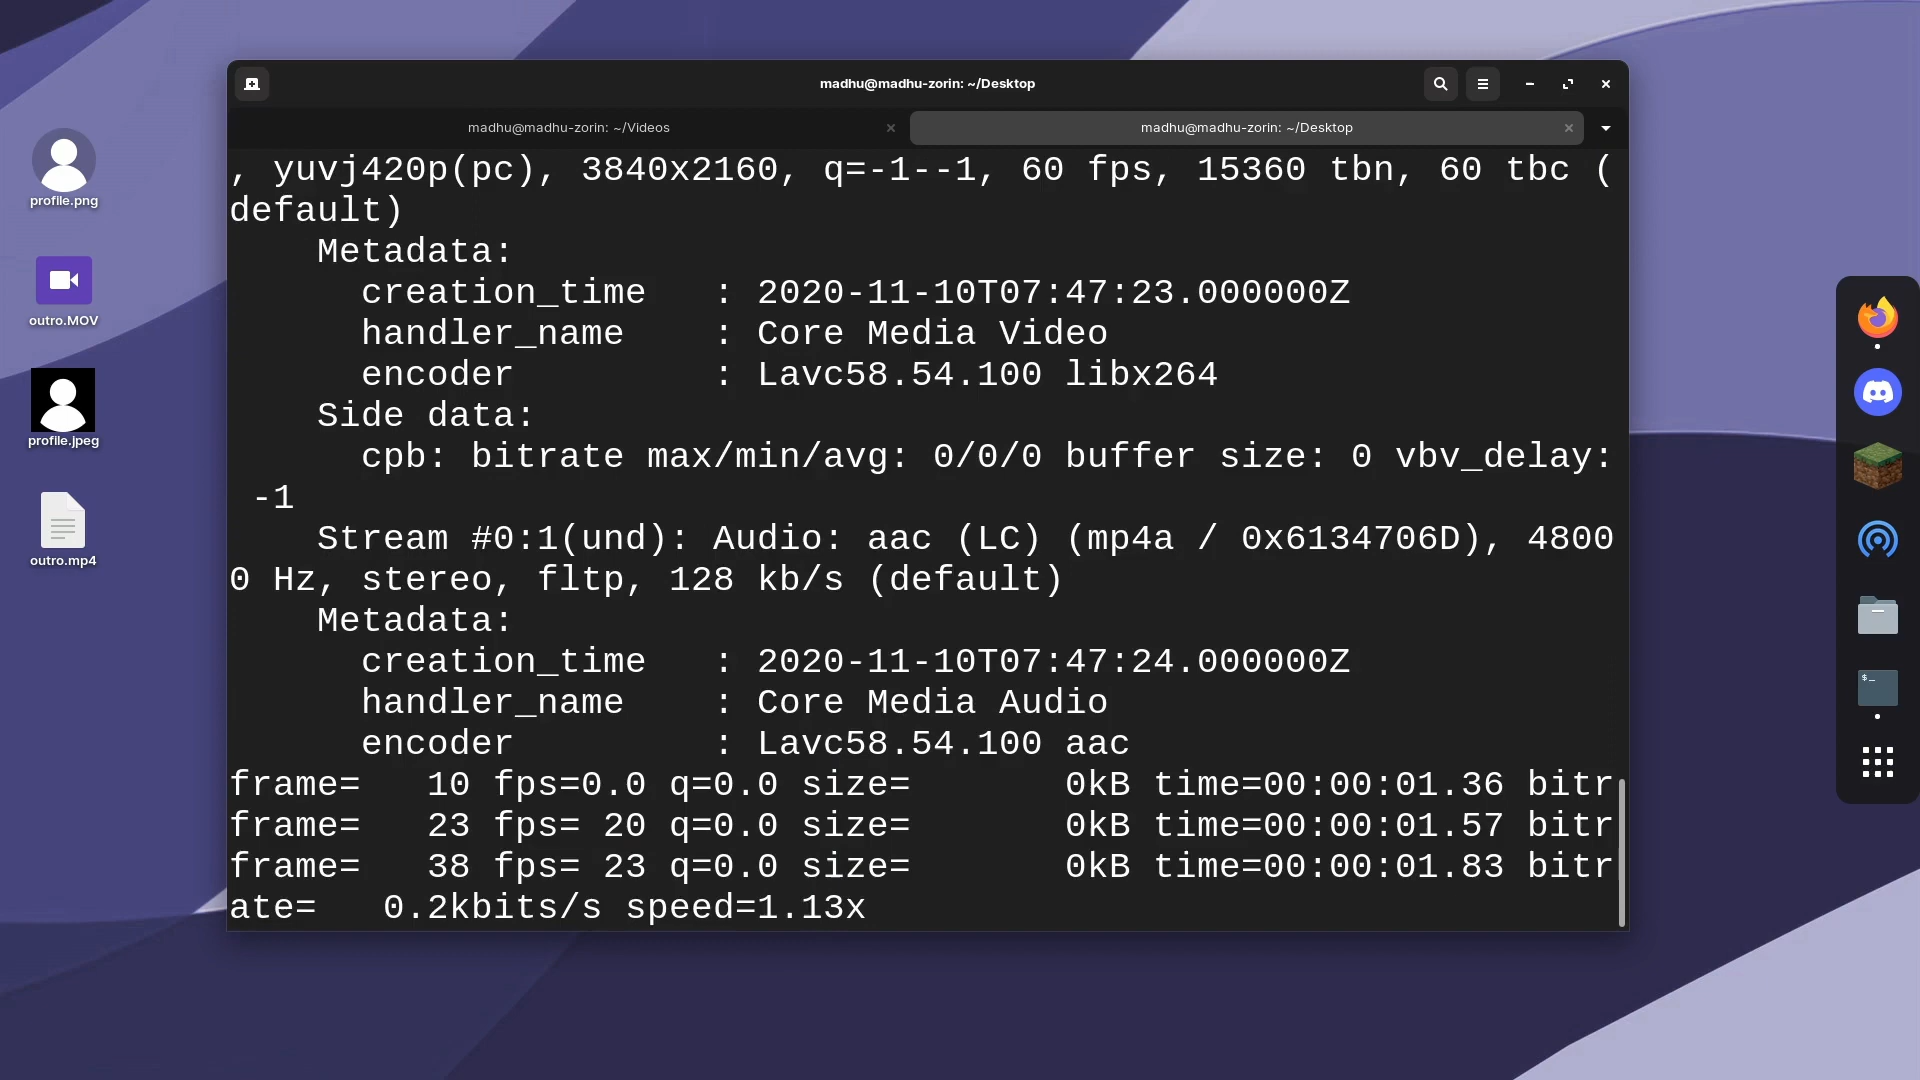 madhu@madhu-zorin: ~/Desktop
madhu@madhu-zorin: ~/Videos
madhu@madhu-zorin: ~/Desktop
, yuvj420p(pc), 3840x2160, q=-1--1, 60 fps, 15360 tbn, 60 tbc (
default)
    Metadata:
      creation_time   : 2020-11-10T07:47:23.000000Z
      handler_name    : Core Media Video
      encoder         : Lavc58.54.100 libx264
    Side data:
      cpb: bitrate max/min/avg: 0/0/0 buffer size: 0 vbv_delay:
 -1
    Stream #0:1(und): Audio: aac (LC) (mp4a / 0x6134706D), 4800
0 Hz, stereo, fltp, 128 kb/s (default)
    Metadata:
      creation_time   : 2020-11-10T07:47:24.000000Z
      handler_name    : Core Media Audio
      encoder         : Lavc58.54.100 aac
frame=   10 fps=0.0 q=0.0 size=       0kB time=00:00:01.36 bitr
frame=   23 fps= 20 q=0.0 size=       0kB time=00:00:01.57 bitr
frame=   38 fps= 23 q=0.0 size=       0kB time=00:00:01.83 bitr
ate=   0.2kbits/s speed=1.13x
profile.png
outro.MOV
profile.jpeg
outro.mp4
$_